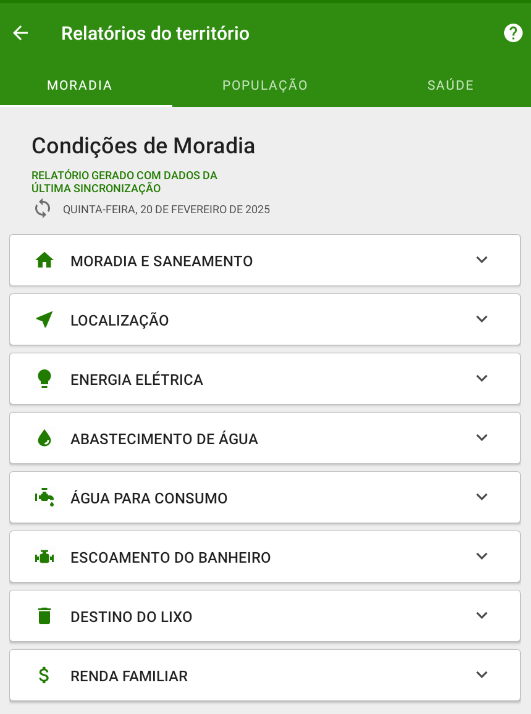 Relatórios do território
MORADIA
POPULAÇÃO
SAÚDE
Condições de Moradia
RELATÓRIO GERADO COM DADOS DA
ÚLTIMA SINCRONIZAÇÃO
QUINTA-FEIRA, 20 DE FEVEREIRO DE 2025
MORADIA E SANEAMENTO
LOCALIZAÇÃO
ENERGIA ELÉTRICA
ABASTECIMENTO DE ÁGUA
ÁGUA PARA CONSUMO
ESCOAMENTO DO BANHEIRO
DESTINO DO LIXO
RENDA FAMILIAR